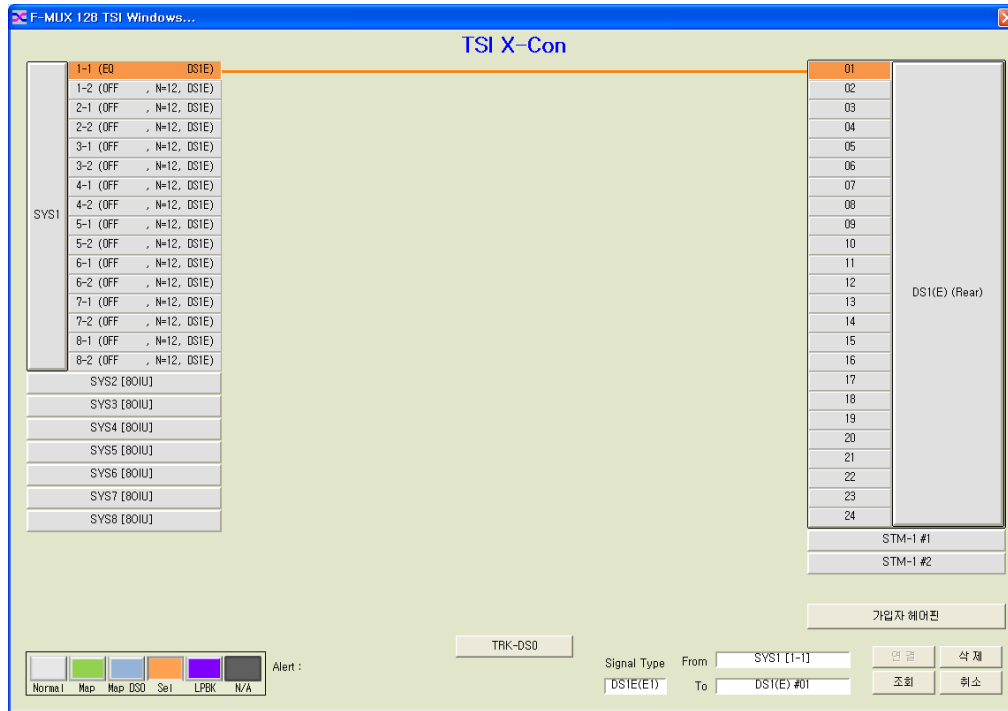 F-MUX 128 TSI Windows...
TSI X-Con
SYS1
1-1 (EQ DS1E)
1-2 (OFF , N=12, DS1E)
2-1 (OFF , N=12, DS1E)
2-2 (OFF , N=12, DS1E)
3-1 (OFF , N=12, DS1E)
3-2 (OFF , N=12, DS1E)
4-1 (OFF , N=12, DS1E)
4-2 (OFF , N=12, DS1E)
5-1 (OFF , N=12, DS1E)
5-2 (OFF , N=12, DS1E)
6-1 (OFF , N=12, DS1E)
6-2 (OFF , N=12, DS1E)
7-1 (OFF , N=12, DS1E)
7-2 (OFF , N=12, DS1E)
8-1 (OFF , N=12, DS1E)
8-2 (OFF , N=12, DS1E)
SYS2 [8OIU]
SYS3 [8OIU]
SYS4 [8OIU]
SYS5 [8OIU]
SYS6 [8OIU]
SYS7 [8OIU]
SYS8 [8OIU]
01
02
03
04
05
06
07
08
09
10
11
12
13
14
15
16
17
18
19
20
21
22
23
24
DS1(E) (Rear)
STM-1 #1
STM-1 #2
가입자 헤어핀
TRK-DS0
Normal Map Map DS0 Sel LPBK N/A
Alert :
Signal Type
DS1E(E1)
From SYS1 [1-1]
To DS1(E) #01
연 결 삭 제
조회 취소